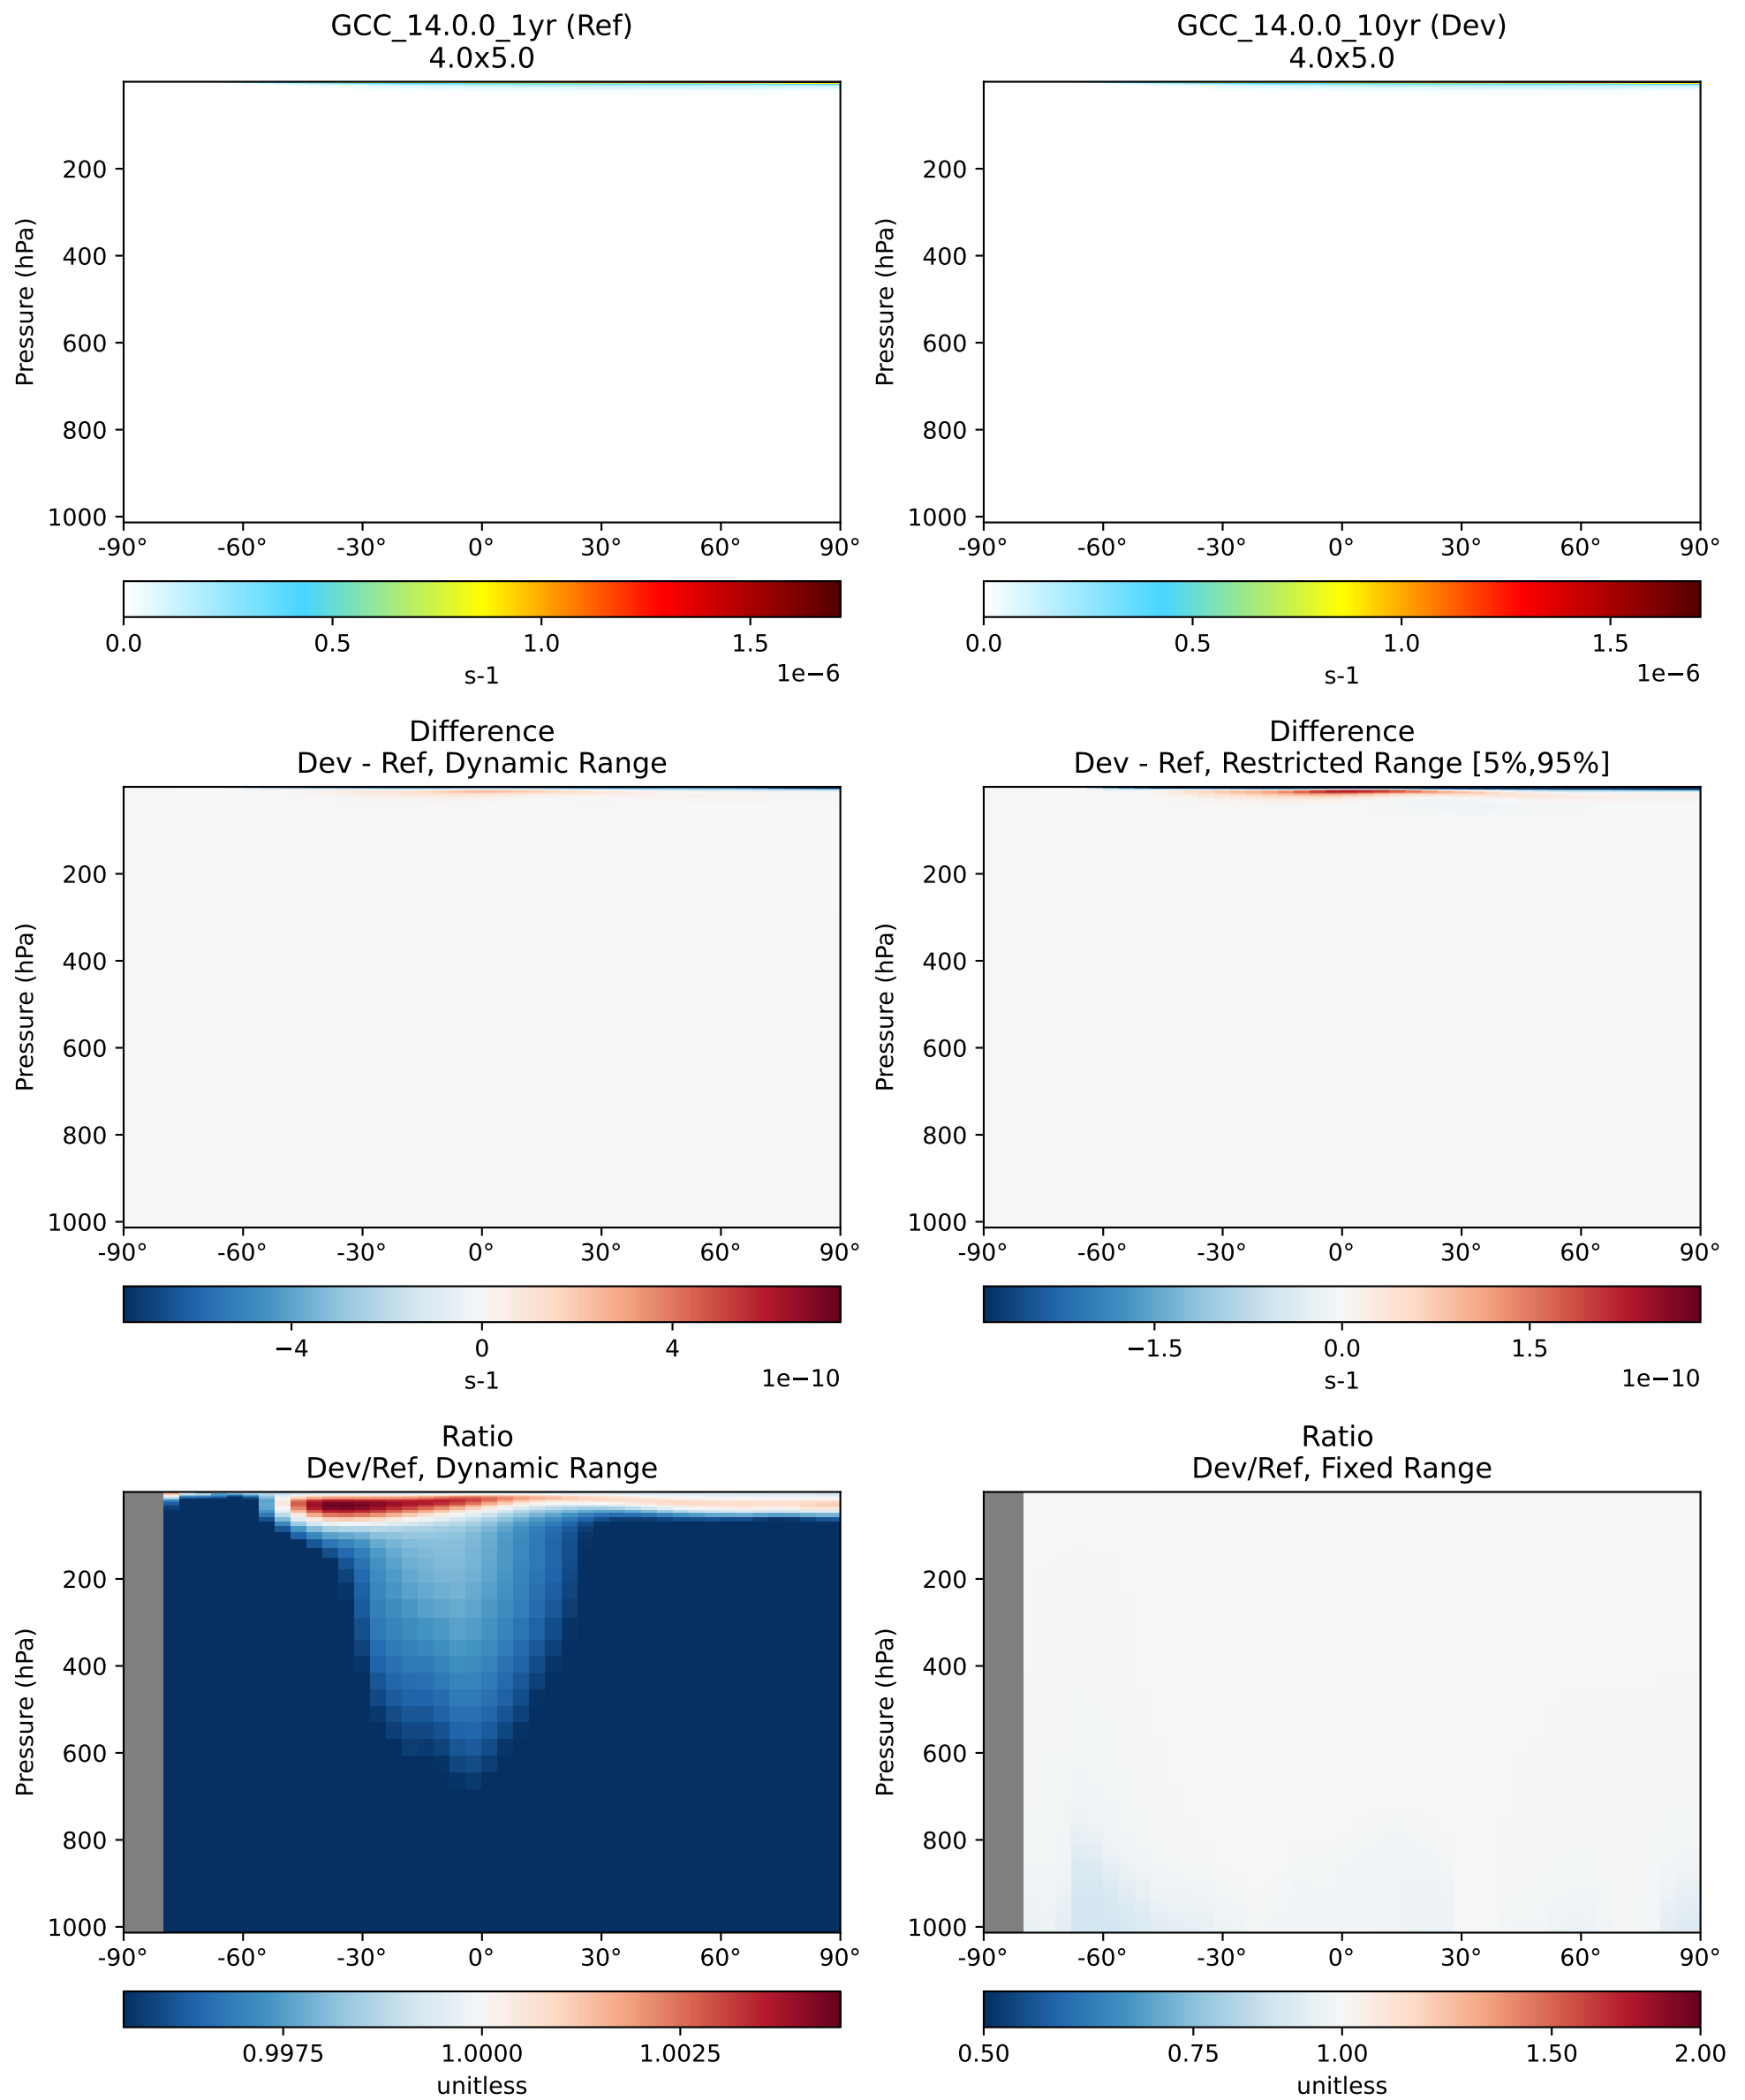 GCC_14.0.0_1yr (Ref)
4.0x5.0
GCC_14.0.0_10yr (Dev)
4.0x5.0
Pressure (hPa)
200
400
600
800
1000
-90° -60° -30° 0° 30° 60° 90°
0.0 0.5 1.0 1.5
s-1 1e−6
Pressure (hPa)
200
400
600
800
1000
-90° -60° -30° 0° 30° 60° 90°
0.0 0.5 1.0 1.5
s-1 1e−6
Difference
Dev - Ref, Dynamic Range
Pressure (hPa)
200
400
600
800
1000
-90° -60° -30° 0° 30° 60° 90°
−4 0 4
s-1 1e−10
Difference
Dev - Ref, Restricted Range [5%,95%]
Pressure (hPa)
200
400
600
800
1000
-90° -60° -30° 0° 30° 60° 90°
−1.5 0.0 1.5
s-1 1e−10
Ratio
Dev/Ref, Dynamic Range
Pressure (hPa)
200
400
600
800
1000
-90° -60° -30° 0° 30° 60° 90°
0.9975 1.0000 1.0025
unitless
Ratio
Dev/Ref, Fixed Range
Pressure (hPa)
200
400
600
800
1000
-90° -60° -30° 0° 30° 60° 90°
0.50 0.75 1.00 1.50 2.00
unitless